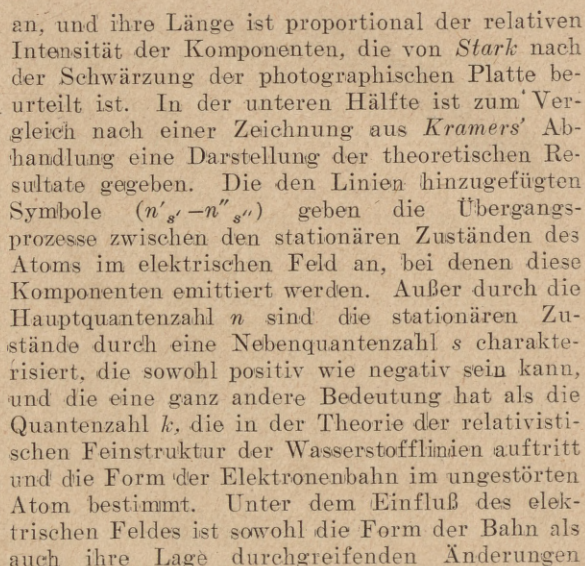 an, und ihre Länge ist proportional der relativen
Intensität der Komponenten, die von Stark nach
der Schwärzung der photographischen Platte be-
urteilt ist. In der unteren Hälfte ist zum Ver-
gleich nach einer Zeichnung aus Kramers' Ab-
handlung eine Darstellung der theoretischen Re-
sultate gegeben. Die den Linien hinzugefügten
Symbole (n′ₛ′ – n″ₛ″) geben die Übergangs-
prozesse zwischen den stationären Zuständen des
Atoms im elektrischen Feld an, bei denen diese
Komponenten emittiert werden. Außer durch die
Hauptquantenzahl n sind die stationären Zu-
stände durch eine Nebenquantenzahl s charakte-
risiert, die sowohl positiv wie negativ sein kann,
und die eine ganz andere Bedeutung hat als die
Quantenzahl k, die in der Theorie der relativisti-
schen Feinstruktur der Wasserstofflinien auftritt
und die Form der Elektronenbahn im ungestörten
Atom bestimmt. Unter dem Einfluß des elek-
trischen Feldes ist sowohl die Form der Bahn als
auch ihre Lage durchgreifenden Änderungen